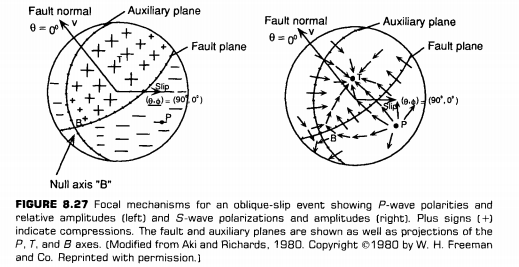 Fault normal
Auxiliary plane
θ = 0° v
Fault plane
T
Slip
(θ,φ) = (90°,0°)
P
B
Null axis "B"
Fault normal
Auxiliary plane
θ = 0° v
Fault plane
T
Slip
(θ,φ) = (90°,0°)
P
B
FIGURE 8.27 Focal mechanisms for an oblique-slip event showing P-wave polarities and
relative amplitudes (left) and S-wave polarizations and amplitudes (right). Plus signs (+)
indicate compressions. The fault and auxiliary planes are shown as well as projections of the
P, T, and B axes. (Modified from Aki and Richards, 1980. Copyright ©1980 by W. H. Freeman
and Co. Reprinted with permission.)